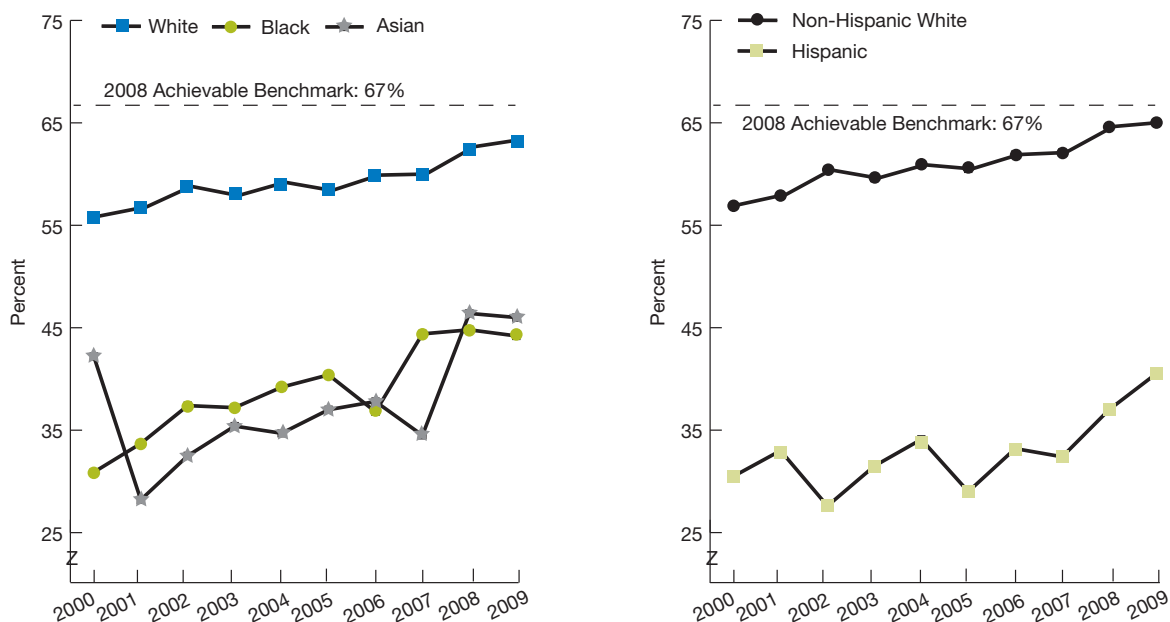 75
White Black Asian
2008 Achievable Benchmark: 67%
65
55
Percent
45
35
25
Z
2000 2001 2002 2003 2004 2005 2006 2007 2008 2009
75
Non-Hispanic White
Hispanic
65
2008 Achievable Benchmark: 67%
55
Percent
45
35
25
Z
2000 2001 2002 2003 2004 2005 2006 2007 2008 2009